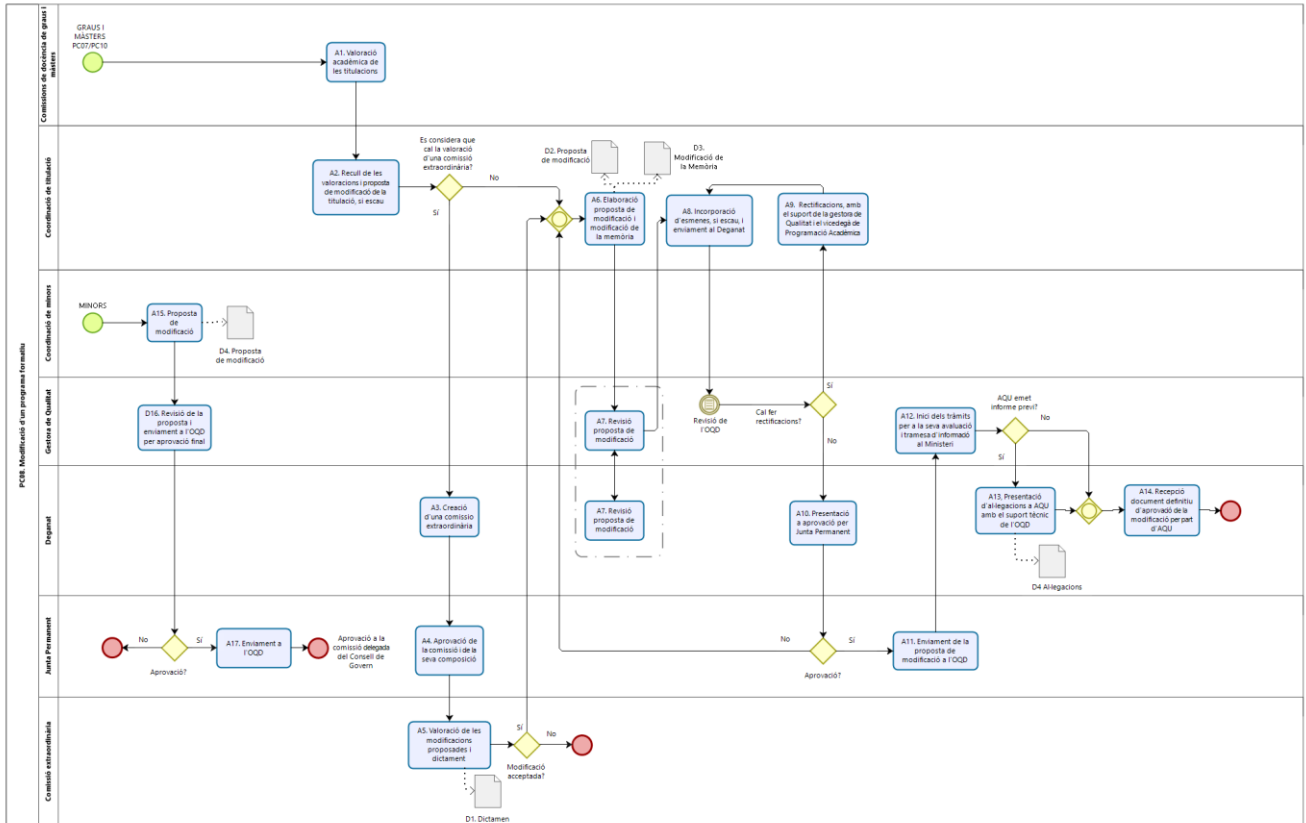 PC08. Modificació d'un programa formatiu
Comissions de docència de graus i
màsters
GRAUS I
MÀSTERS
PC07/PC10
A1. Valoració
acadèmica de
les titulacions
Coordinació de titulació
A2. Recull de les
valoracions i proposta
de modificació de la
titulació, si escau
Es considera que
cal la valoració
d'una comissió
extraordinària?
No
Sí
D2. Proposta
de modificació
D3.
Modificació de
la Memòria
A6. Elaboració
proposta de
modificació i
modificació de
la memòria
A8. Incorporació
d'esmenes, si escau, i
enviament al Deganat
A9. Rectificacions, amb
el suport de la gestora de
Qualitat i el vicedegà de
Programació Acadèmica
Coordinació de minors
MINORS
A15. Proposta
de
modificació
D4. Proposta
de modificació
Gestora de Qualitat
D16. Revisió de la
proposta i
enviament a l'OQD
per aprovació final
A7. Revisió
proposta de
modificació
Revisió de
l'OQD
Cal fer
rectificacions?
Sí
No
A12. Inici dels tràmits
per a la seva avaluació
i tramesa d'informació
al Ministeri
AQU emet
informe previ?
No
Sí
Deganat
A3. Creació
d'una comissio
extraordinària
A7. Revisió
proposta de
modificació
A10. Presentació
a aprovació per
Junta Permanent
A13. Presentació
d'al·legacions a AQU
amb el suport tècnic
de l'OQD
D4 Al·legacions
A14. Recepció
document definitiu
d'aprovació de la
modificació per part
d'AQU
Junta Permanent
No
Sí
Aprovació?
A17. Enviament a
l'OQD
Aprovació a la
comissió delegada
del Consell de
Govern
A4. Aprovació de
la comissió i de la
seva composició
No
Sí
Aprovació?
A11. Enviament de la
proposta de
modificació a l'OQD
Comissió extraordinària
A5. Valoració de les
modificacions
proposades i
dictament
Sí
No
Modificació
acceptada?
D1. Dictamen